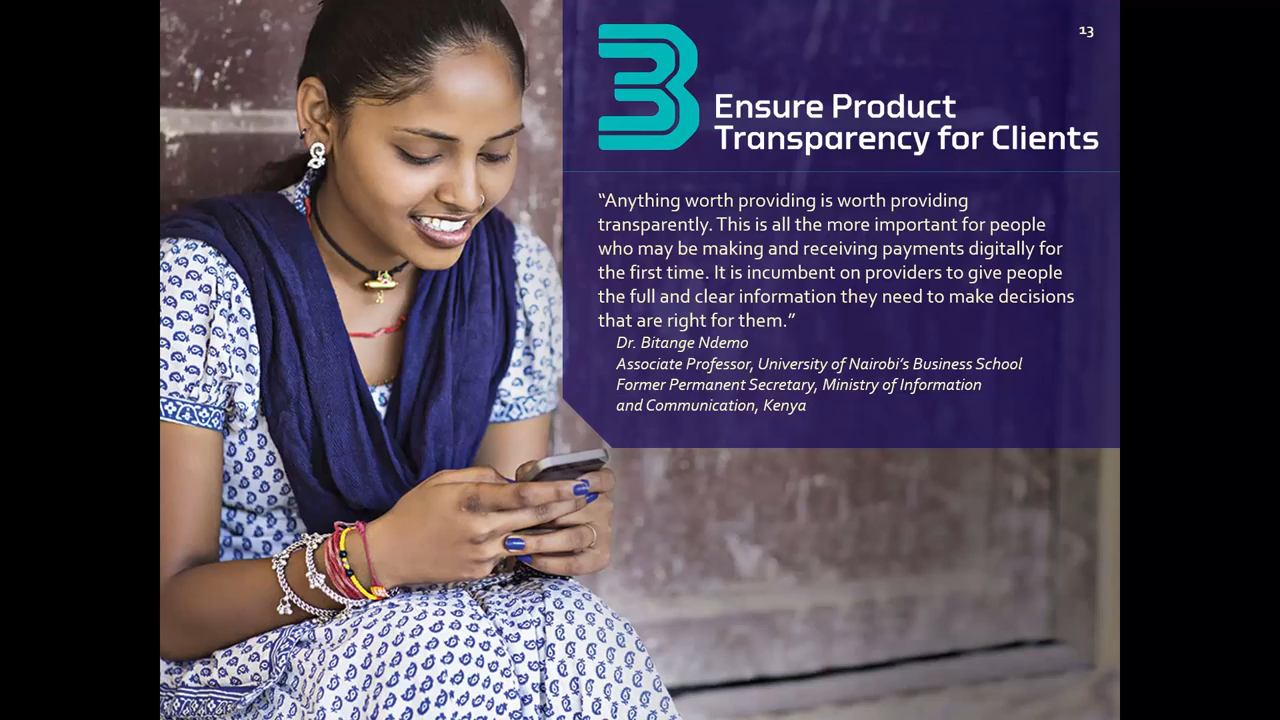 13
3
Ensure Product
Transparency for Clients
“Anything worth providing is worth providing
transparently. This is all the more important for people
who may be making and receiving payments digitally for
the first time. It is incumbent on providers to give people
the full and clear information they need to make decisions
that are right for them.”
Dr. Bitange Ndemo
Associate Professor, University of Nairobi’s Business School
Former Permanent Secretary, Ministry of Information
and Communication, Kenya